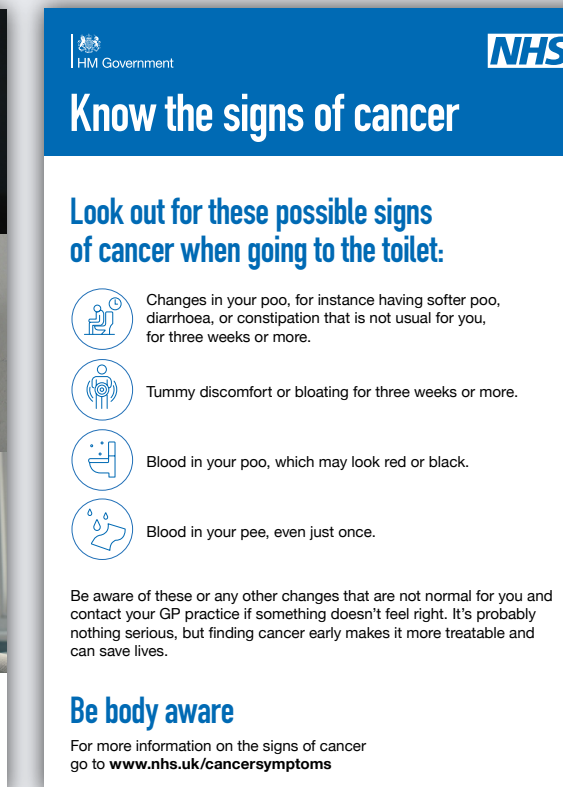 HM Government
NHS
Know the signs of cancer
Look out for these possible signs
of cancer when going to the toilet:
Changes in your poo, for instance having softer poo,
diarrhoea, or constipation that is not usual for you,
for three weeks or more.
Tummy discomfort or bloating for three weeks or more.
Blood in your poo, which may look red or black.
Blood in your pee, even just once.
Be aware of these or any other changes that are not normal for you and
contact your GP practice if something doesn’t feel right. It’s probably
nothing serious, but finding cancer early makes it more treatable and
can save lives.
Be body aware
For more information on the signs of cancer
go to www.nhs.uk/cancersymptoms